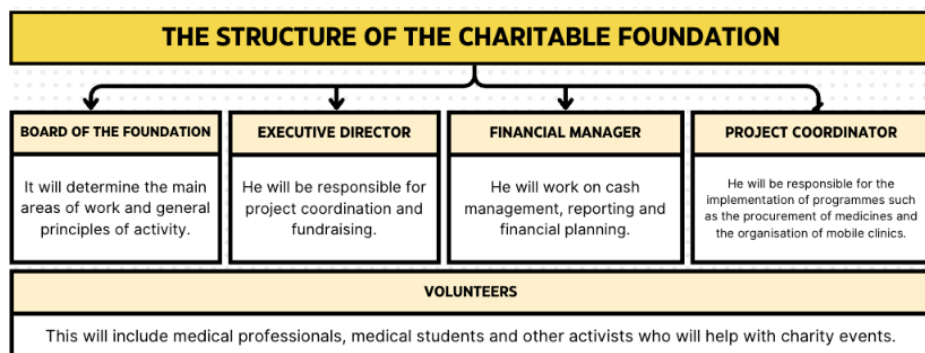 THE STRUCTURE OF THE CHARITABLE FOUNDATION
BOARD OF THE FOUNDATION
It will determine the main
areas of work and general
principles of activity.
EXECUTIVE DIRECTOR
He will be responsible for
project coordination and
fundraising.
FINANCIAL MANAGER
He will work on cash
management, reporting and
financial planning.
PROJECT COORDINATOR
He will be responsible for the
implementation of programmes such
as the procurement of medicines and
the organisation of mobile clinics.
VOLUNTEERS
This will include medical professionals, medical students and other activists who will help with charity events.